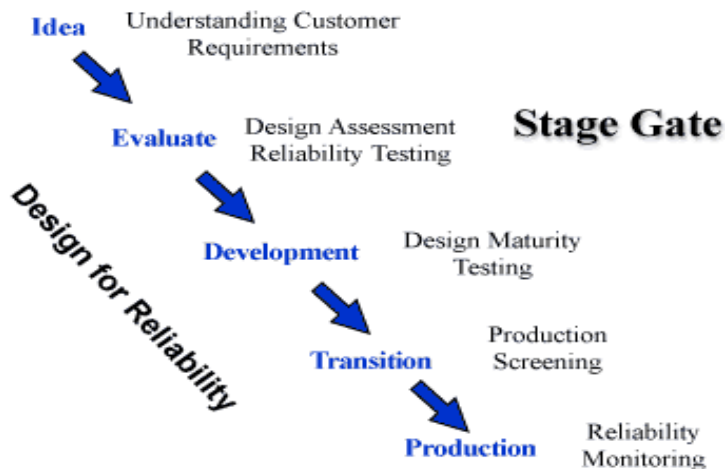 Idea
Understanding Customer
Requirements
Evaluate
Design Assessment
Reliability Testing
Stage Gate
Design for Reliability
Development
Design Maturity
Testing
Transition
Production
Screening
Production
Reliability
Monitoring